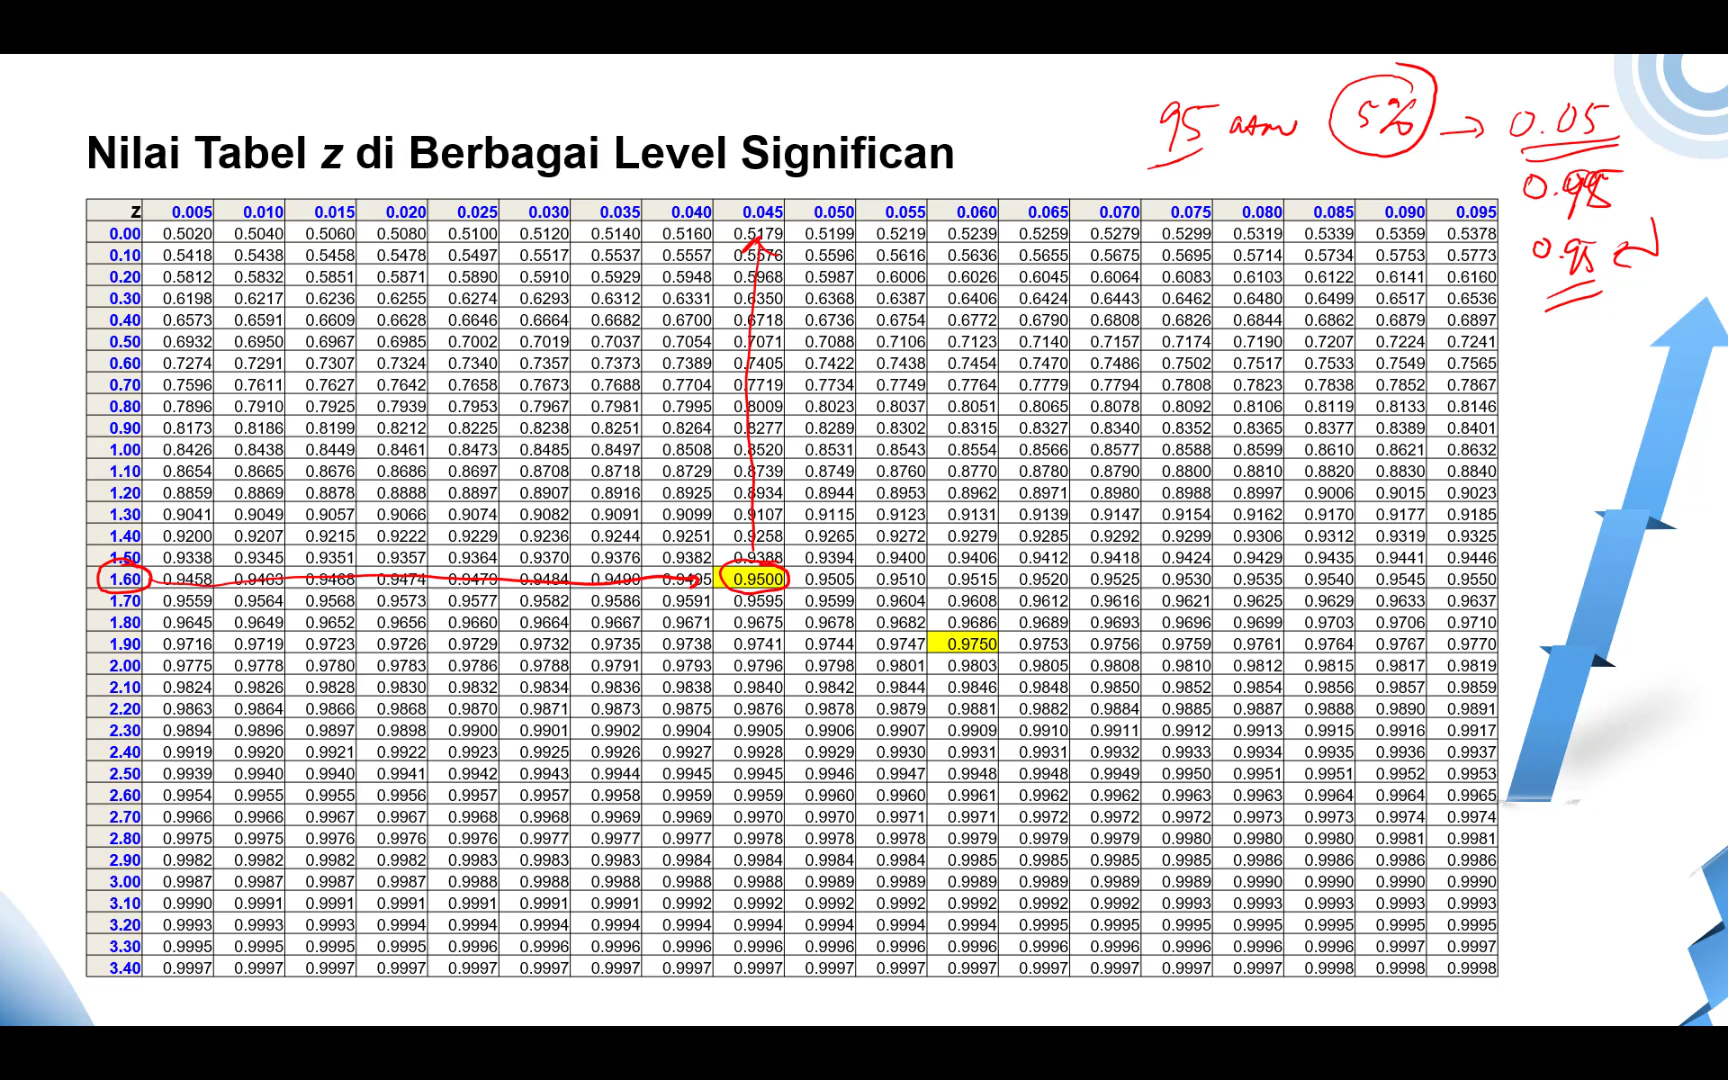 95 atau 5% → 0.05
0.95
0.95
Nilai Tabel z di Berbagai Level Significan
z 0.005 0.010 0.015 0.020 0.025 0.030 0.035 0.040 0.045 0.050 0.055 0.060 0.065 0.070 0.075 0.080 0.085 0.090 0.095
0.00 0.5020 0.5040 0.5060 0.5080 0.5100 0.5120 0.5140 0.5160 0.5179 0.5199 0.5219 0.5239 0.5259 0.5279 0.5299 0.5319 0.5339 0.5359 0.5378
0.10 0.5418 0.5438 0.5458 0.5478 0.5497 0.5517 0.5537 0.5557 0.5576 0.5596 0.5616 0.5636 0.5655 0.5675 0.5695 0.5714 0.5734 0.5753 0.5773
0.20 0.5812 0.5832 0.5851 0.5871 0.5890 0.5910 0.5929 0.5948 0.5968 0.5987 0.6006 0.6026 0.6045 0.6064 0.6083 0.6103 0.6122 0.6141 0.6160
0.30 0.6198 0.6217 0.6236 0.6255 0.6274 0.6293 0.6312 0.6331 0.6350 0.6368 0.6387 0.6406 0.6424 0.6443 0.6462 0.6480 0.6499 0.6517 0.6536
0.40 0.6573 0.6591 0.6609 0.6628 0.6646 0.6664 0.6682 0.6700 0.6718 0.6736 0.6754 0.6772 0.6790 0.6808 0.6826 0.6844 0.6862 0.6879 0.6897
0.50 0.6932 0.6950 0.6967 0.6985 0.7002 0.7019 0.7037 0.7054 0.7071 0.7088 0.7106 0.7123 0.7140 0.7157 0.7174 0.7190 0.7207 0.7224 0.7241
0.60 0.7274 0.7291 0.7307 0.7324 0.7340 0.7357 0.7373 0.7389 0.7405 0.7422 0.7438 0.7454 0.7470 0.7486 0.7502 0.7517 0.7533 0.7549 0.7565
0.70 0.7596 0.7611 0.7627 0.7642 0.7658 0.7673 0.7688 0.7704 0.7719 0.7734 0.7749 0.7764 0.7779 0.7794 0.7808 0.7823 0.7838 0.7852 0.7867
0.80 0.7896 0.7910 0.7925 0.7939 0.7953 0.7967 0.7981 0.7995 0.8009 0.8023 0.8037 0.8051 0.8065 0.8078 0.8092 0.8106 0.8119 0.8133 0.8146
0.90 0.8173 0.8186 0.8199 0.8212 0.8225 0.8238 0.8251 0.8264 0.8277 0.8289 0.8302 0.8315 0.8327 0.8340 0.8352 0.8365 0.8377 0.8389 0.8401
1.00 0.8426 0.8438 0.8449 0.8461 0.8473 0.8485 0.8497 0.8508 0.8520 0.8531 0.8543 0.8554 0.8566 0.8577 0.8588 0.8599 0.8610 0.8621 0.8632
1.10 0.8654 0.8665 0.8676 0.8686 0.8697 0.8708 0.8718 0.8729 0.8739 0.8749 0.8760 0.8770 0.8780 0.8790 0.8800 0.8810 0.8820 0.8830 0.8840
1.20 0.8859 0.8869 0.8878 0.8888 0.8897 0.8907 0.8916 0.8925 0.8934 0.8944 0.8953 0.8962 0.8971 0.8980 0.8988 0.8997 0.9006 0.9015 0.9023
1.30 0.9041 0.9049 0.9057 0.9066 0.9074 0.9082 0.9091 0.9099 0.9107 0.9115 0.9123 0.9131 0.9139 0.9147 0.9154 0.9162 0.9170 0.9177 0.9185
1.40 0.9200 0.9207 0.9215 0.9222 0.9229 0.9236 0.9244 0.9251 0.9258 0.9265 0.9272 0.9279 0.9285 0.9292 0.9299 0.9306 0.9312 0.9319 0.9325
1.50 0.9338 0.9345 0.9351 0.9357 0.9364 0.9370 0.9376 0.9382 0.9388 0.9394 0.9400 0.9406 0.9412 0.9418 0.9424 0.9429 0.9435 0.9441 0.9446
1.60 0.9458 0.9463 0.9468 0.9474 0.9479 0.9484 0.9490 0.9495 0.9500 0.9505 0.9510 0.9515 0.9520 0.9525 0.9530 0.9535 0.9540 0.9545 0.9550
1.70 0.9559 0.9564 0.9568 0.9573 0.9577 0.9582 0.9586 0.9591 0.9595 0.9599 0.9604 0.9608 0.9612 0.9616 0.9621 0.9625 0.9629 0.9633 0.9637
1.80 0.9645 0.9649 0.9652 0.9656 0.9660 0.9664 0.9667 0.9671 0.9675 0.9678 0.9682 0.9686 0.9689 0.9693 0.9696 0.9699 0.9703 0.9706 0.9710
1.90 0.9716 0.9719 0.9723 0.9726 0.9729 0.9732 0.9735 0.9738 0.9741 0.9744 0.9747 0.9750 0.9753 0.9756 0.9759 0.9761 0.9764 0.9767 0.9770
2.00 0.9775 0.9778 0.9780 0.9783 0.9786 0.9788 0.9791 0.9793 0.9796 0.9798 0.9801 0.9803 0.9805 0.9808 0.9810 0.9812 0.9815 0.9817 0.9819
2.10 0.9824 0.9826 0.9828 0.9830 0.9832 0.9834 0.9836 0.9838 0.9840 0.9842 0.9844 0.9846 0.9848 0.9850 0.9852 0.9854 0.9856 0.9857 0.9859
2.20 0.9863 0.9864 0.9866 0.9868 0.9870 0.9871 0.9873 0.9875 0.9876 0.9878 0.9879 0.9881 0.9882 0.9884 0.9885 0.9887 0.9888 0.9890 0.9891
2.30 0.9894 0.9896 0.9897 0.9898 0.9900 0.9901 0.9902 0.9904 0.9905 0.9906 0.9907 0.9909 0.9910 0.9911 0.9912 0.9913 0.9915 0.9916 0.9917
2.40 0.9919 0.9920 0.9921 0.9922 0.9923 0.9925 0.9926 0.9927 0.9928 0.9929 0.9930 0.9931 0.9931 0.9932 0.9933 0.9934 0.9935 0.9936 0.9937
2.50 0.9939 0.9940 0.9940 0.9941 0.9942 0.9943 0.9944 0.9945 0.9945 0.9946 0.9947 0.9948 0.9948 0.9949 0.9950 0.9951 0.9951 0.9952 0.9953
2.60 0.9954 0.9955 0.9955 0.9956 0.9957 0.9957 0.9958 0.9959 0.9959 0.9960 0.9960 0.9961 0.9962 0.9962 0.9963 0.9963 0.9964 0.9964 0.9965
2.70 0.9966 0.9966 0.9967 0.9967 0.9968 0.9968 0.9969 0.9969 0.9970 0.9970 0.9971 0.9971 0.9972 0.9972 0.9972 0.9973 0.9973 0.9974 0.9974
2.80 0.9975 0.9975 0.9976 0.9976 0.9976 0.9977 0.9977 0.9977 0.9978 0.9978 0.9978 0.9979 0.9979 0.9979 0.9980 0.9980 0.9980 0.9981 0.9981
2.90 0.9982 0.9982 0.9982 0.9982 0.9983 0.9983 0.9983 0.9984 0.9984 0.9984 0.9984 0.9985 0.9985 0.9985 0.9985 0.9986 0.9986 0.9986 0.9986
3.00 0.9987 0.9987 0.9987 0.9987 0.9988 0.9988 0.9988 0.9988 0.9988 0.9989 0.9989 0.9989 0.9989 0.9989 0.9989 0.9990 0.9990 0.9990 0.9990
3.10 0.9990 0.9991 0.9991 0.9991 0.9991 0.9991 0.9991 0.9992 0.9992 0.9992 0.9992 0.9992 0.9992 0.9992 0.9993 0.9993 0.9993 0.9993 0.9993
3.20 0.9993 0.9993 0.9993 0.9994 0.9994 0.9994 0.9994 0.9994 0.9994 0.9994 0.9994 0.9994 0.9995 0.9995 0.9995 0.9995 0.9995 0.9995 0.9995
3.30 0.9995 0.9995 0.9995 0.9995 0.9996 0.9996 0.9996 0.9996 0.9996 0.9996 0.9996 0.9996 0.9996 0.9996 0.9996 0.9996 0.9996 0.9997 0.9997
3.40 0.9997 0.9997 0.9997 0.9997 0.9997 0.9997 0.9997 0.9997 0.9997 0.9997 0.9997 0.9997 0.9997 0.9997 0.9997 0.9997 0.9998 0.9998 0.9998